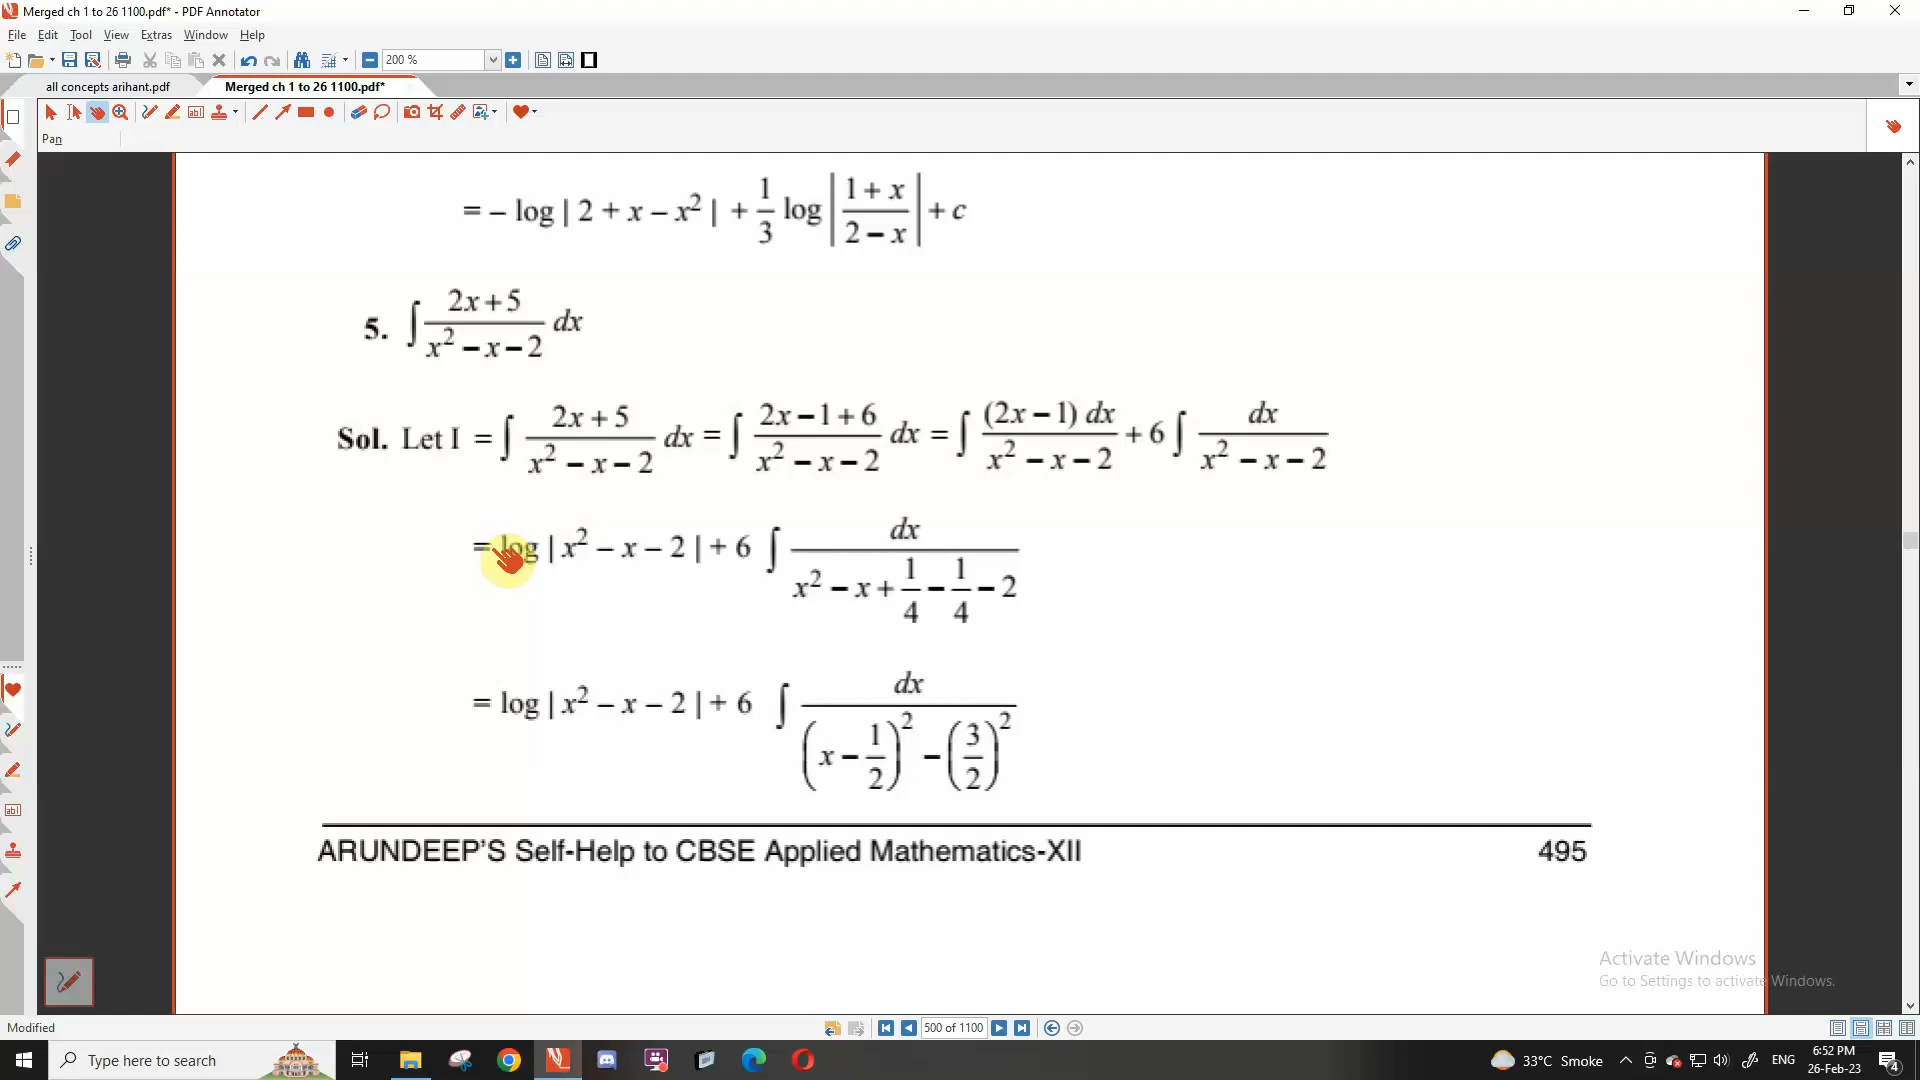 Merged ch 1 to 26 1100.pdf* - PDF Annotator
File Edit Tool View Extras Window Help
200 %
all concepts arihant.pdf Merged ch 1 to 26 1100.pdf*
Pan
= – log | 2 + x – x² | + 1/3 log |(1 + x)/(2 – x)| + c
5. ∫ (2x+5)/(x² – x – 2) dx
Sol. Let I = ∫ (2x + 5)/(x² – x – 2) dx = ∫ (2x – 1 + 6)/(x² – x – 2) dx = ∫ (2x – 1) dx/(x² – x – 2) + 6 ∫ dx/(x² – x – 2)
= log | x² – x – 2 | + 6 ∫ dx/(x² – x + 1/4 – 1/4 – 2)
= log | x² – x – 2 | + 6 ∫ dx/((x – 1/2)² – (3/2)²)
ARUNDEEP'S Self-Help to CBSE Applied Mathematics-XII 495
Activate Windows
Go to Settings to activate Windows.
Modified 500 of 1100
Type here to search 33°C Smoke ENG 6:52 PM
26-Feb-23 4